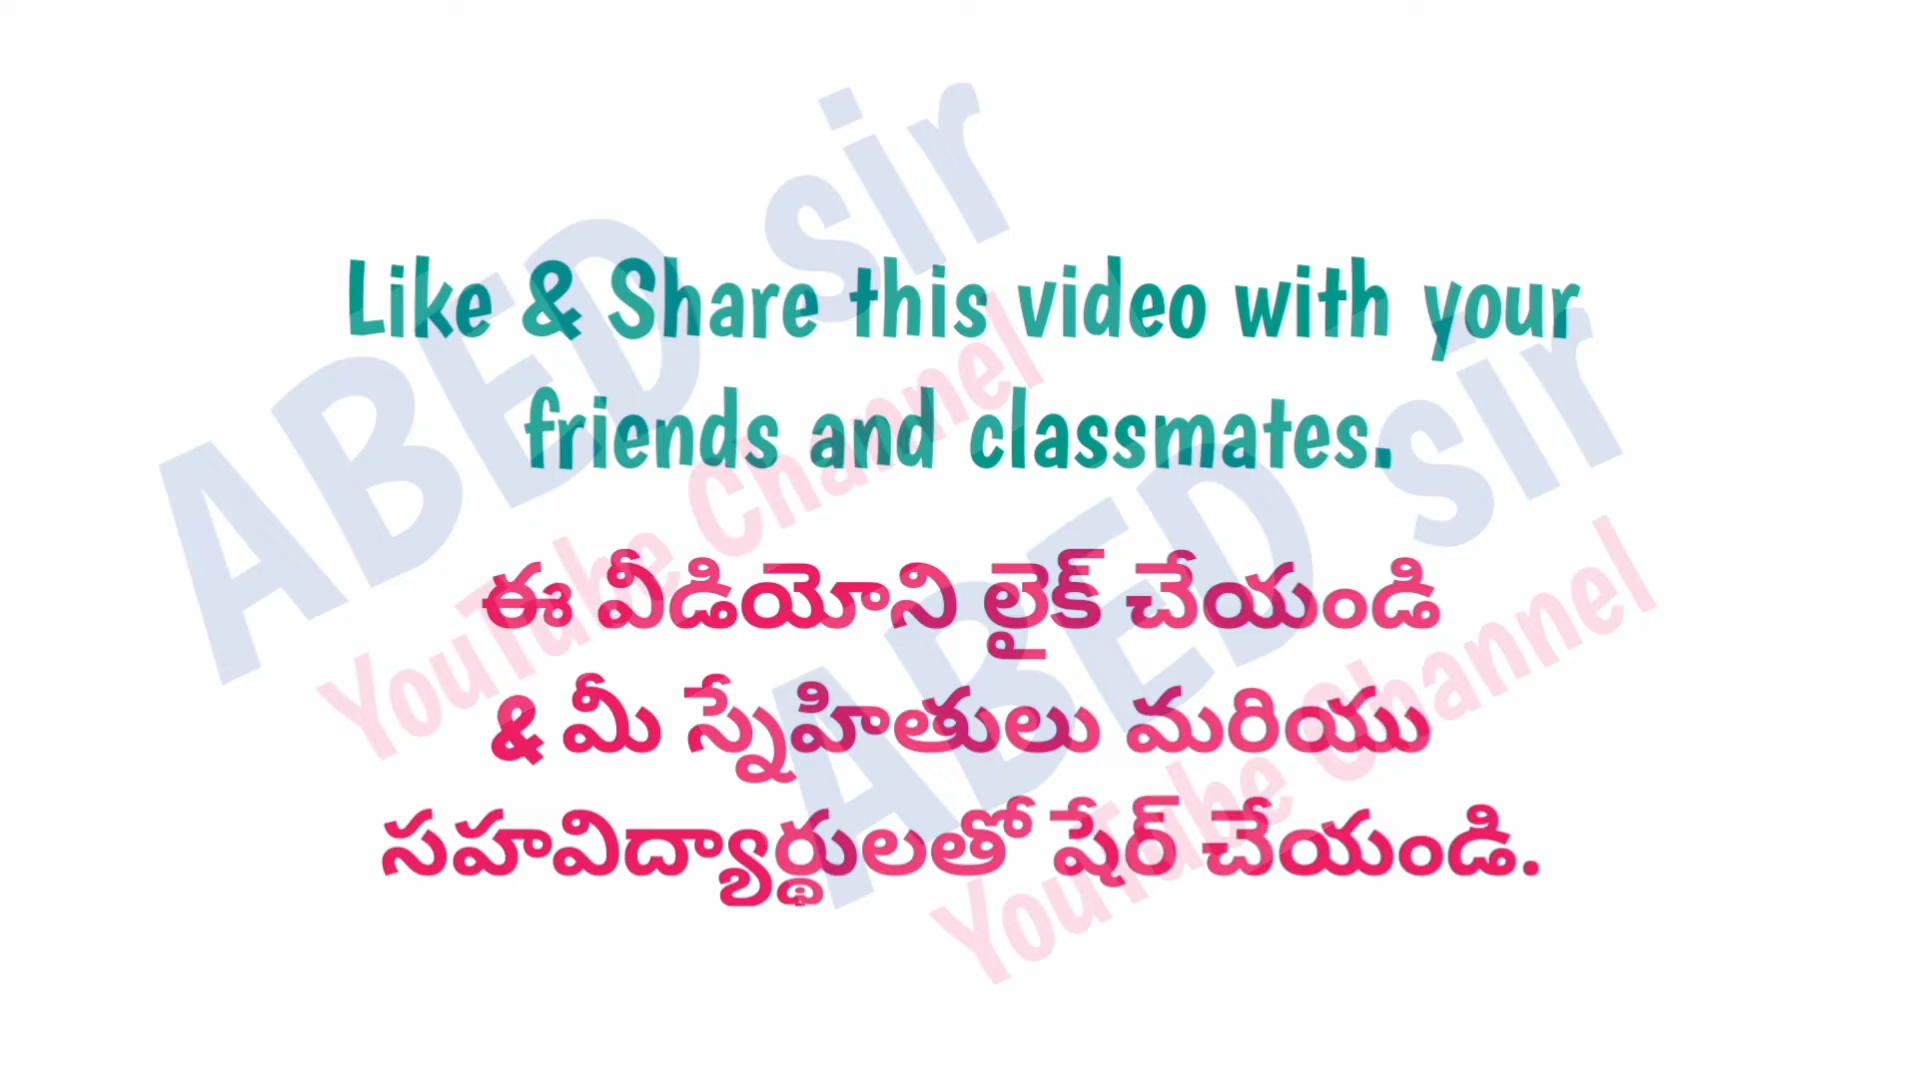 Like & Share this video with your
friends and classmates.
ఈ వీడియోని లైక్ చేయండి
& మీ స్నేహితులు మరియు
సహవిద్యార్థులతో షేర్ చేయండి.
ABED sir
YouTube Channel
ABED sir
YouTube Channel